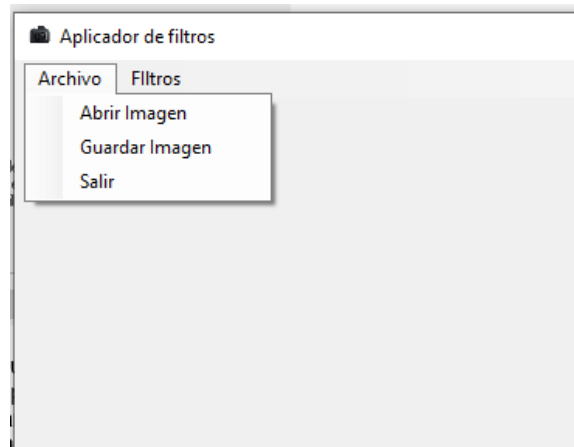 Aplicador de filtros
Archivo FIltros
Abrir Imagen
Guardar Imagen
Salir